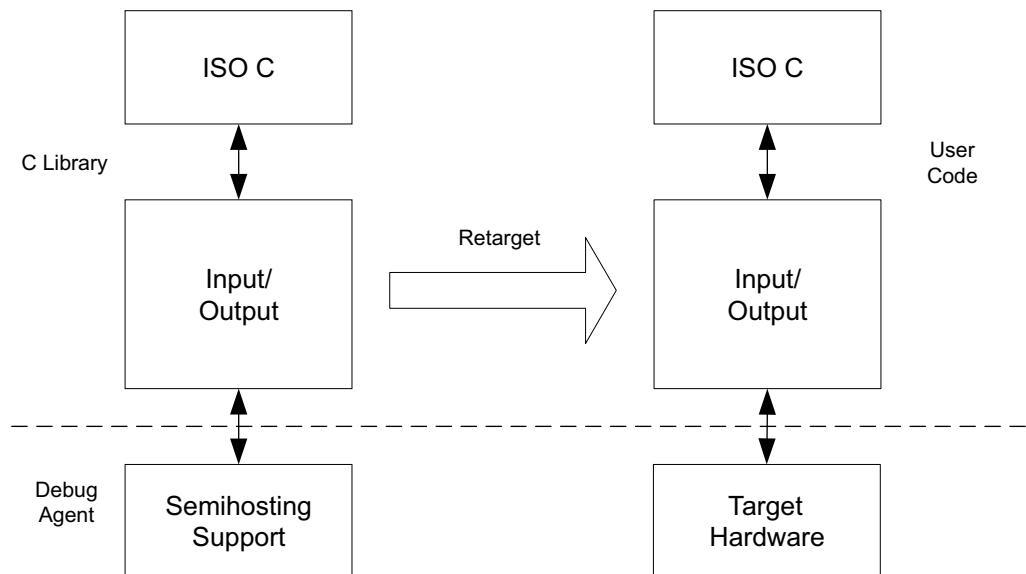 ISO C
ISO C
C Library
User
Code
Retarget
Input/
Output
Input/
Output
Debug
Agent
Semihosting
Support
Target
Hardware